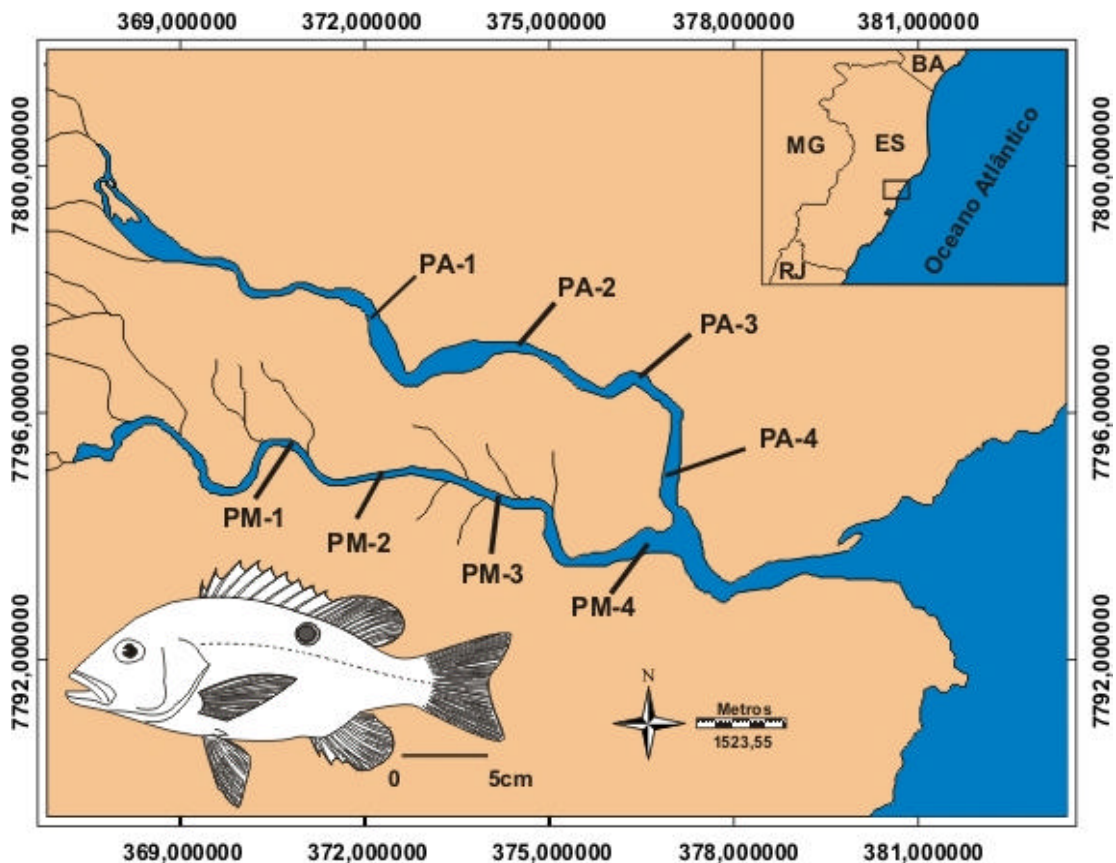 369,000000 372,000000 375,000000 378,000000 381,000000
7800,000000
7796,000000
7792,000000
BA
MG
ES
RJ
Oceano Atlântico
7800,000000
7796,000000
7792,000000
PA-1
PA-2
PA-3
PA-4
PM-1
PM-2
PM-3
PM-4
N
Metros
1523,55
0 5cm
369,000000 372,000000 375,000000 378,000000 381,000000